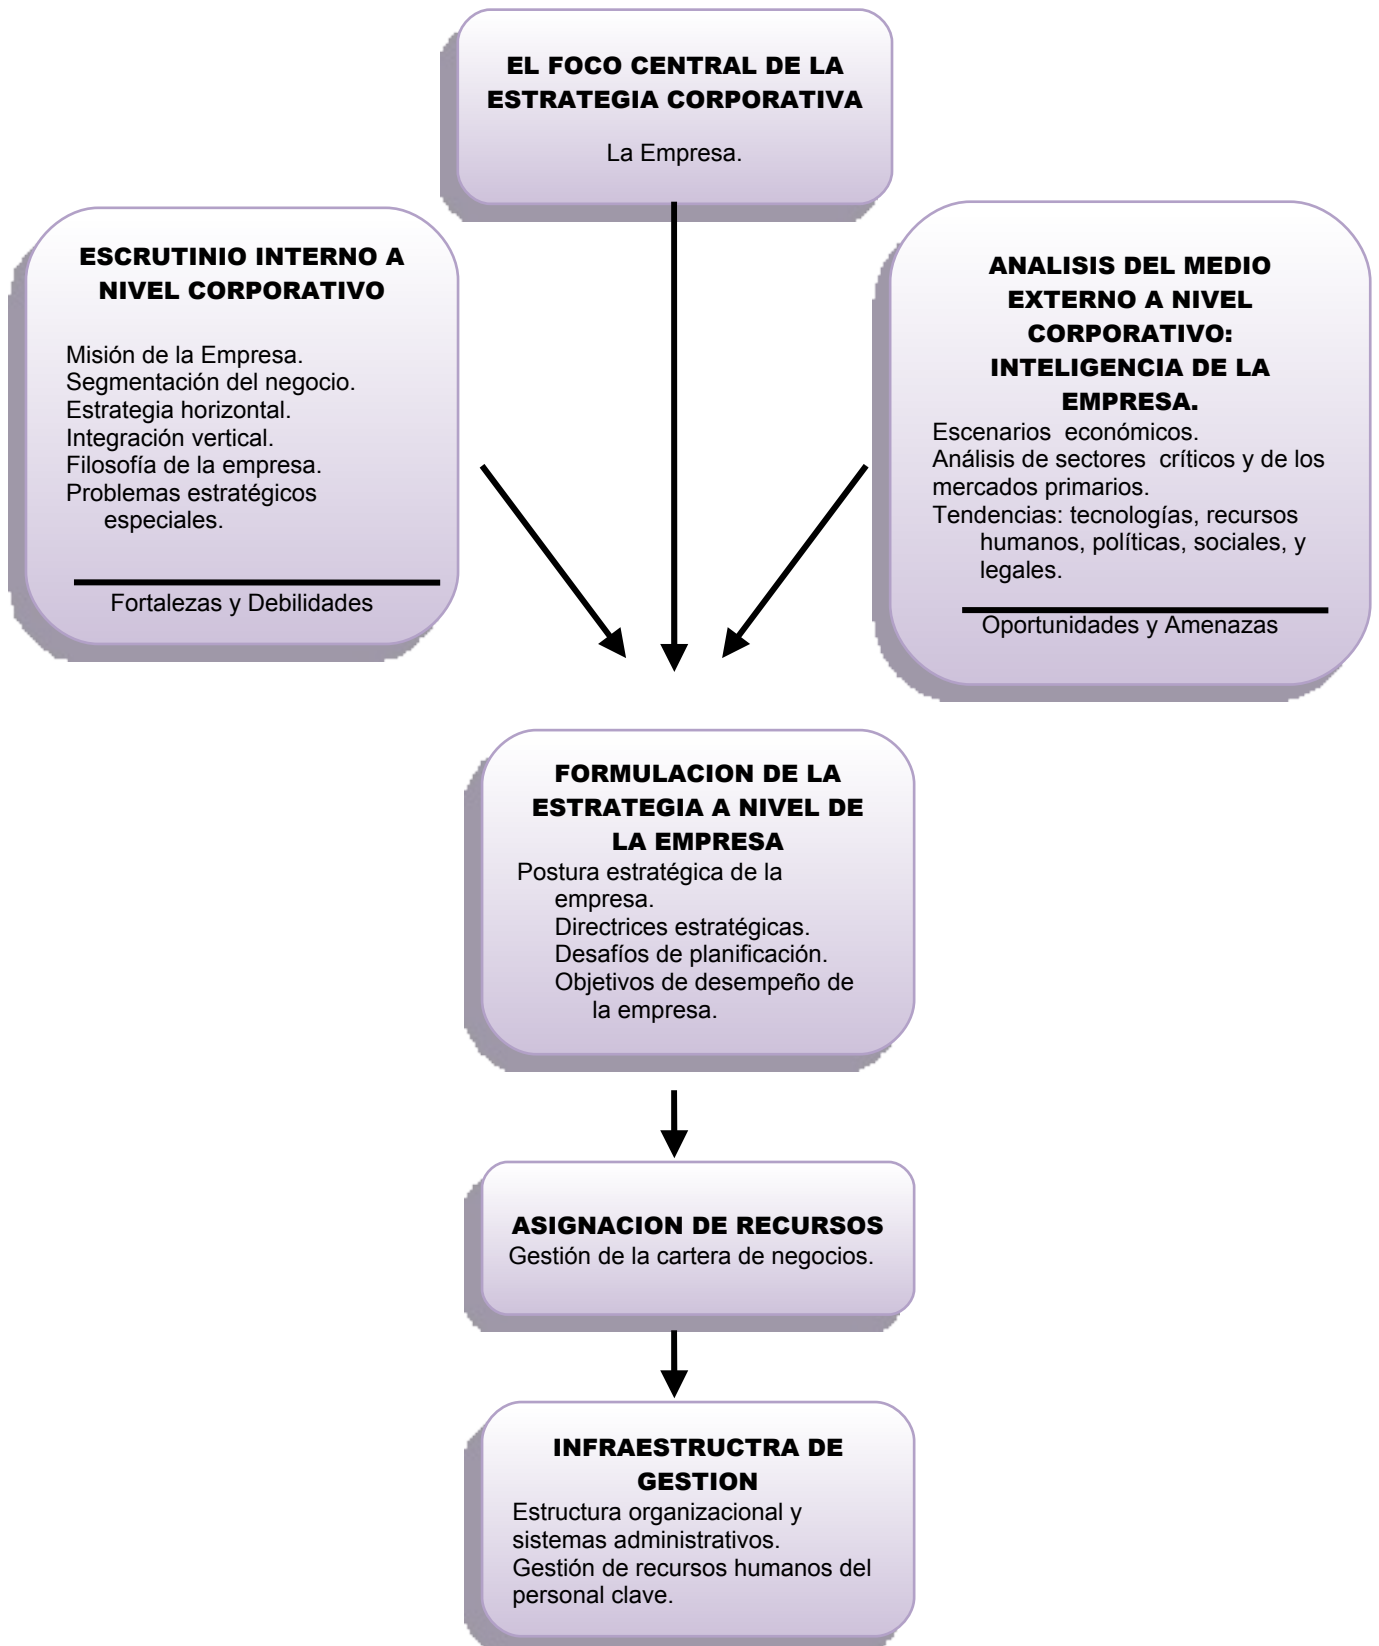 EL FOCO CENTRAL DE LA
ESTRATEGIA CORPORATIVA
La Empresa.
ESCRUTINIO INTERNO A
NIVEL CORPORATIVO
Misión de la Empresa.
Segmentación del negocio.
Estrategia horizontal.
Integración vertical.
Filosofía de la empresa.
Problemas estratégicos
especiales.
Fortalezas y Debilidades
ANALISIS DEL MEDIO
EXTERNO A NIVEL
CORPORATIVO:
INTELIGENCIA DE LA
EMPRESA.
Escenarios económicos.
Análisis de sectores críticos y de los
mercados primarios.
Tendencias: tecnologías, recursos
humanos, políticas, sociales, y
legales.
Oportunidades y Amenazas
FORMULACION DE LA
ESTRATEGIA A NIVEL DE
LA EMPRESA
Postura estratégica de la
empresa.
Directrices estratégicas.
Desafíos de planificación.
Objetivos de desempeño de
la empresa.
ASIGNACION DE RECURSOS
Gestión de la cartera de negocios.
INFRAESTRUCTRA DE
GESTION
Estructura organizacional y
sistemas administrativos.
Gestión de recursos humanos del
personal clave.